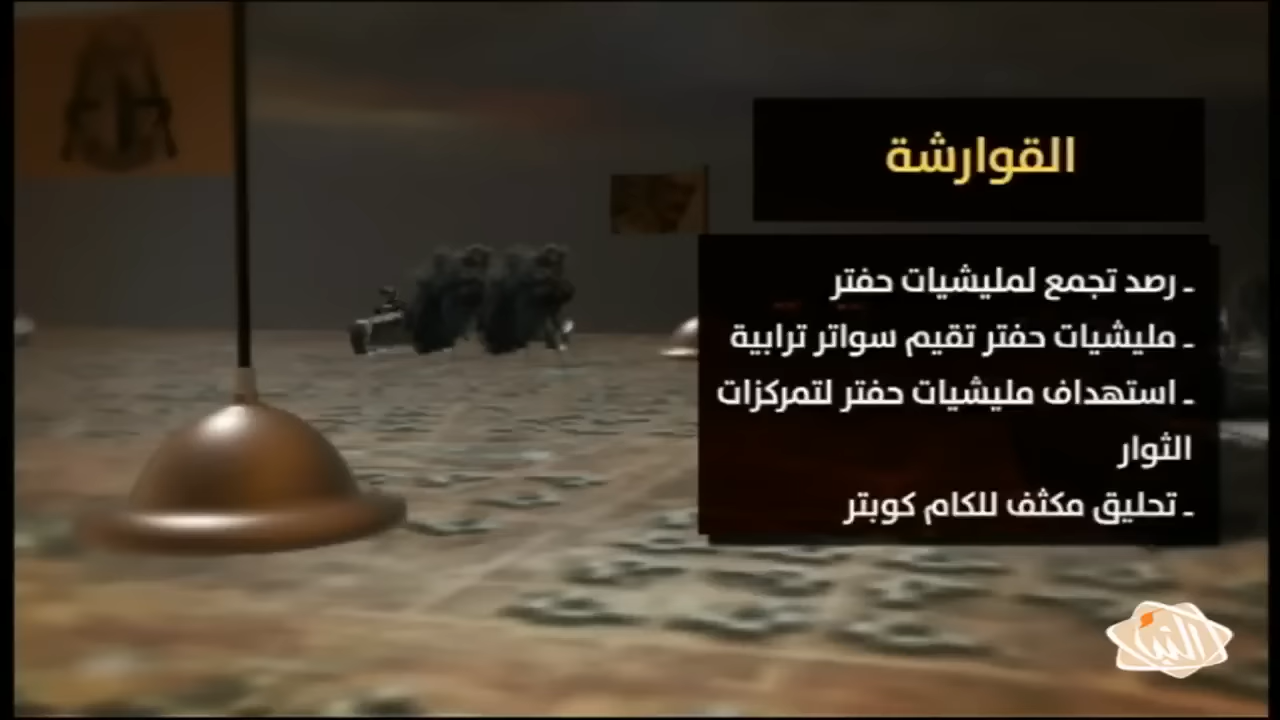 القوارشة
- رصد تجمع لمليشيات حفتر
- مليشيات حفتر تقيم سواتر ترابية
- استهداف مليشيات حفتر لتمركزات
الثوار
- تحليق مكثف للكام كوبتر
النبأ